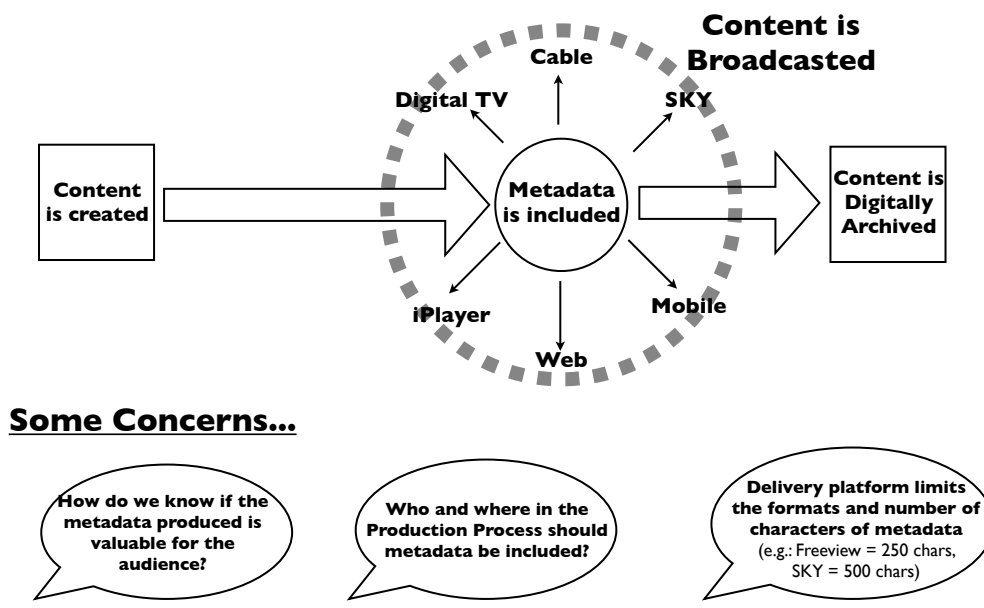 Content is
Broadcasted
Cable
Digital TV
SKY
Content
is created
Metadata
is included
Content is
Digitally
Archived
iPlayer
Mobile
Web
Some Concerns...
How do we know if the
metadata produced is
valuable for the
audience?
Who and where in the
Production Process should
metadata be included?
Delivery platform limits
the formats and number of
characters of metadata
(e.g.: Freeview = 250 chars,
SKY = 500 chars)